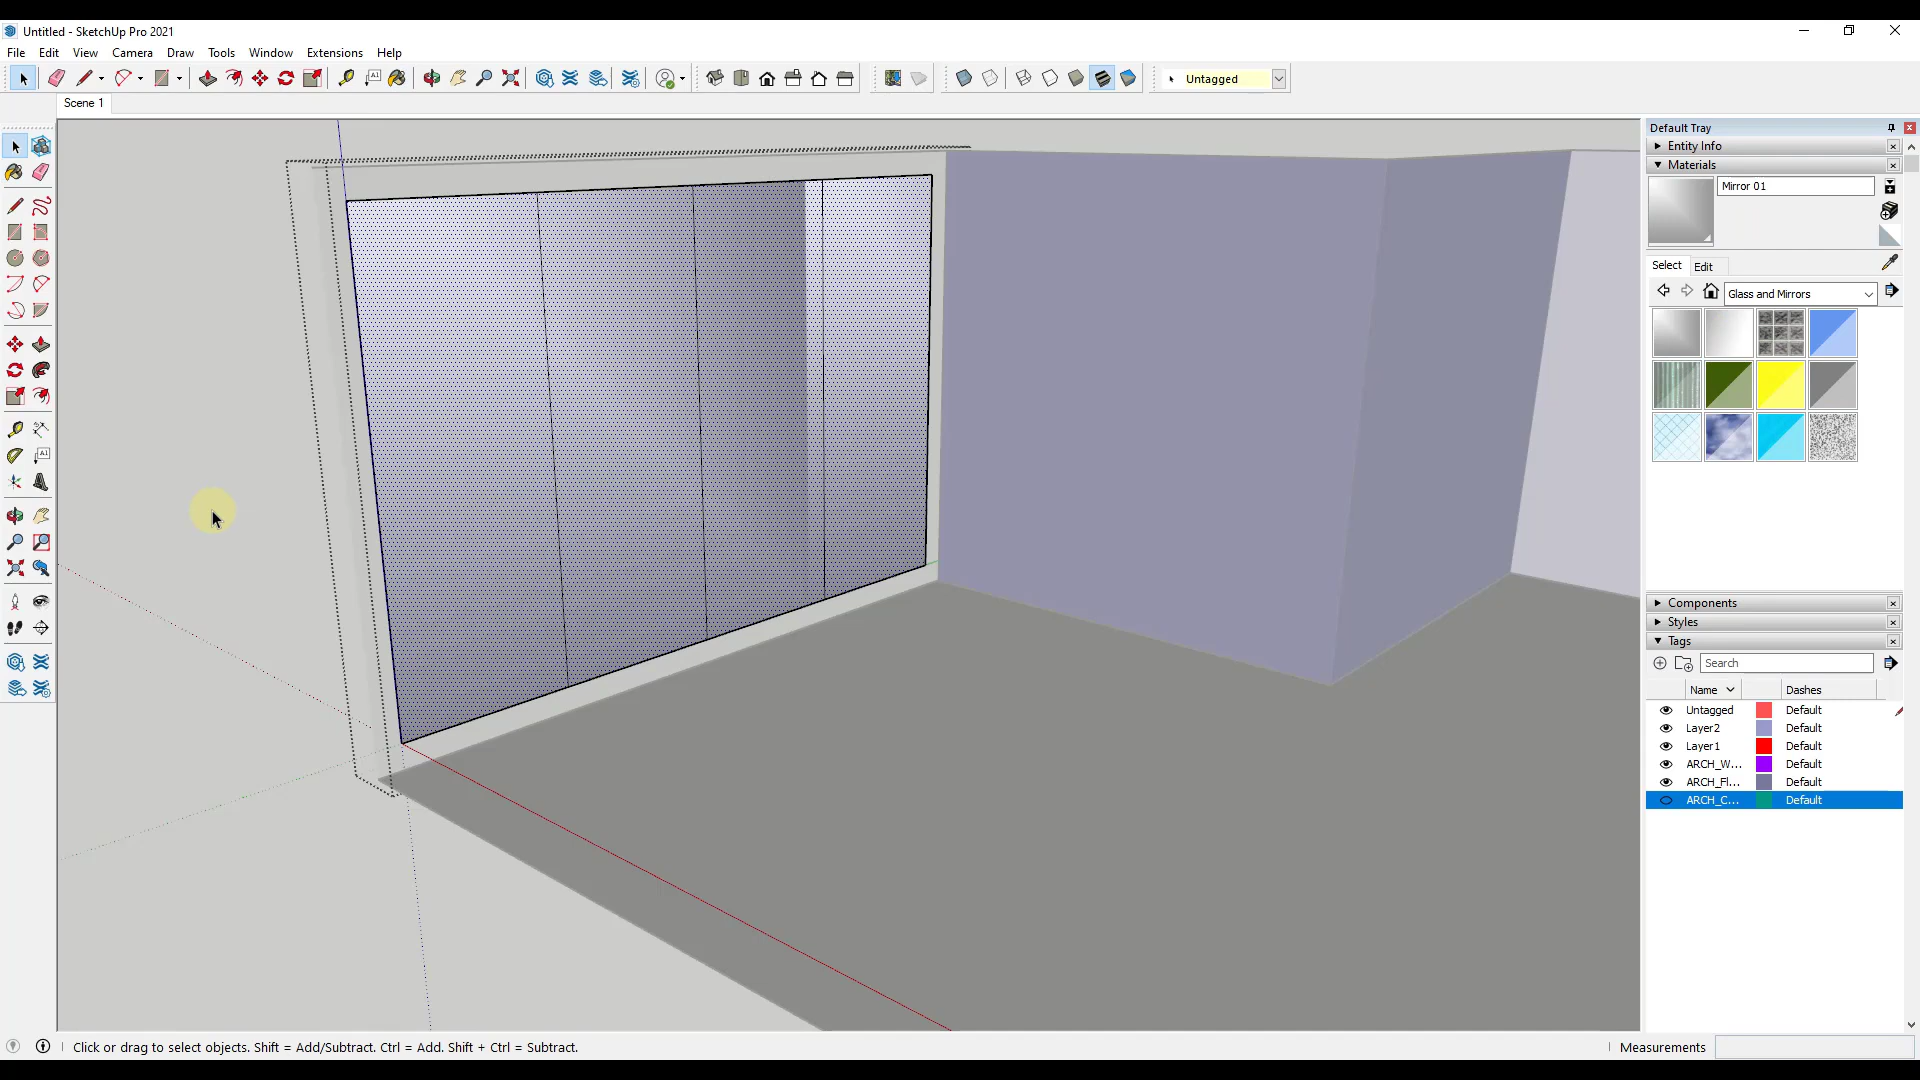 Untitled - SketchUp Pro 2021
File Edit View Camera Draw Tools Window Extensions Help
Untagged
Scene 1
Default Tray
Entity Info
Materials
Mirror 01
Select Edit
Glass and Mirrors
Components
Styles
Tags
Search
Name Dashes
Untagged Default
Layer2 Default
Layer1 Default
ARCH_W... Default
ARCH_Fl... Default
ARCH_C... Default
Click or drag to select objects. Shift = Add/Subtract. Ctrl = Add. Shift + Ctrl = Subtract.
Measurements